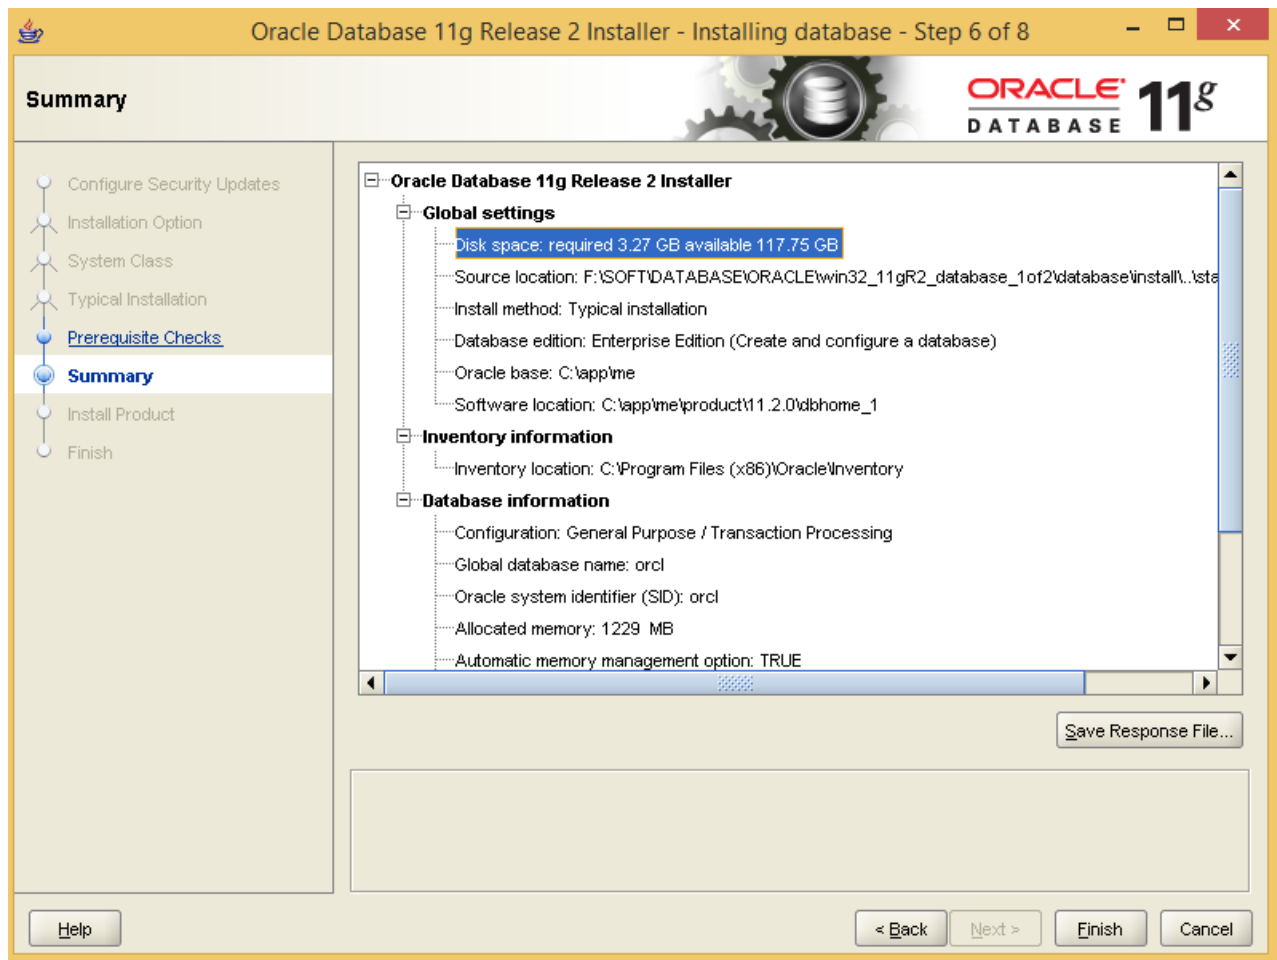 Oracle Database 11g Release 2 Installer - Installing database - Step 6 of 8
Summary
ORACLE
DATABASE
11g
Configure Security Updates
Installation Option
System Class
Typical Installation
Prerequisite Checks
Summary
Install Product
Finish
Oracle Database 11g Release 2 Installer
Global settings
Disk space: required 3.27 GB available 117.75 GB
Source location: F:\SOFT\DATABASE\ORACLE\win32_11gR2_database_1of2\database\install\..\sta
Install method: Typical installation
Database edition: Enterprise Edition (Create and configure a database)
Oracle base: C:\app\me
Software location: C:\app\me\product\11.2.0\dbhome_1
Inventory information
Inventory location: C:\Program Files (x86)\Oracle\Inventory
Database information
Configuration: General Purpose / Transaction Processing
Global database name: orcl
Oracle system identifier (SID): orcl
Allocated memory: 1229 MB
Automatic memory management option: TRUE
Save Response File...
Help
< Back
Next >
Finish
Cancel